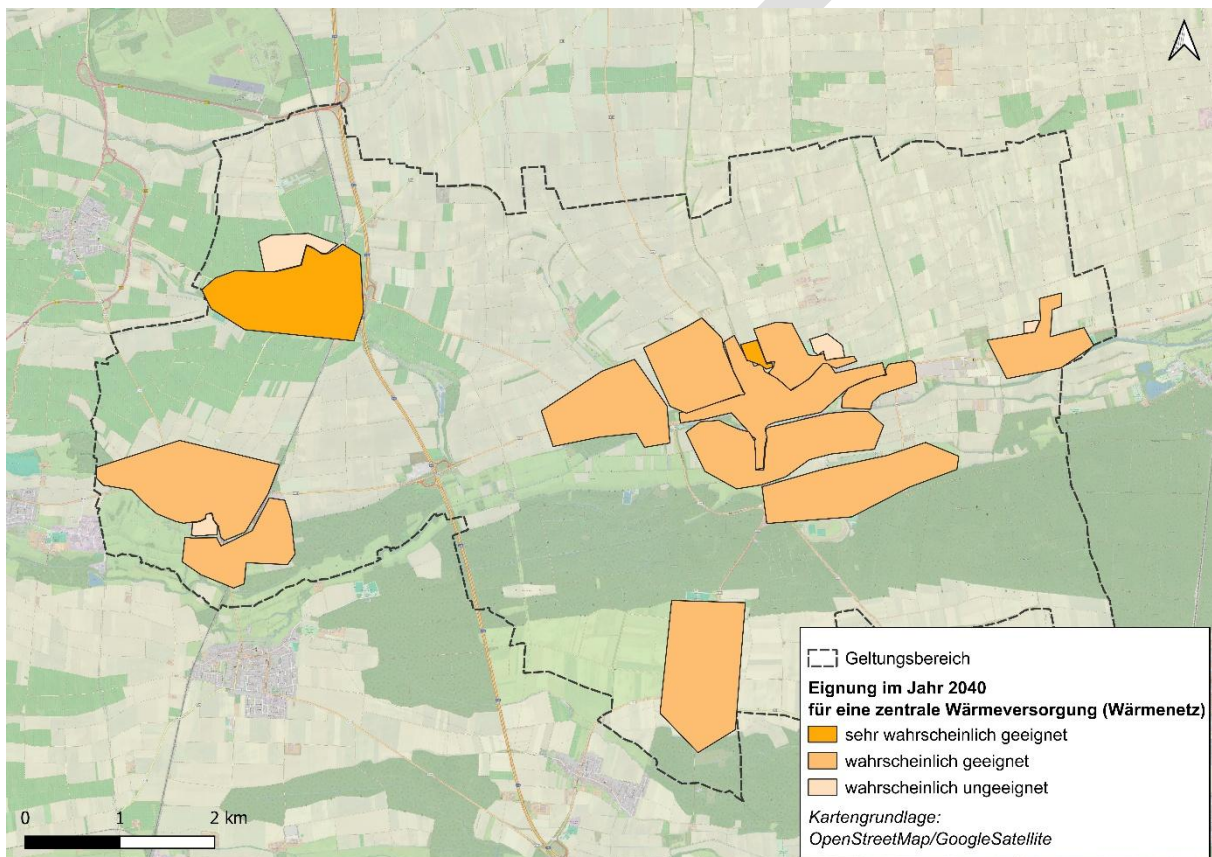 Geltungsbereich
Eignung im Jahr 2040
für eine zentrale Wärmeversorgung (Wärmenetz)
sehr wahrscheinlich geeignet
wahrscheinlich geeignet
wahrscheinlich ungeeignet
Kartengrundlage:
OpenStreetMap/GoogleSatellite
0 1 2 km